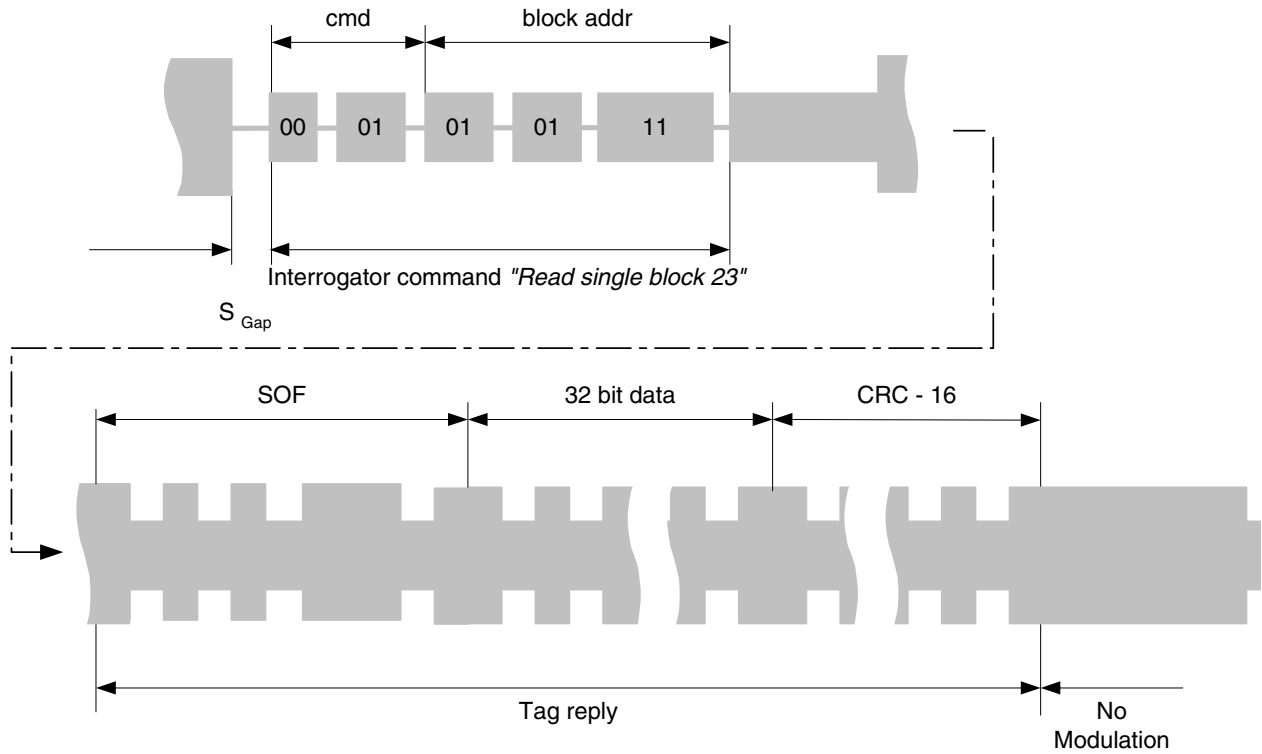 cmd block addr
00 01 01 01 11
Interrogator command "Read single block 23"
S Gap
SOF 32 bit data CRC - 16
Tag reply No
Modulation